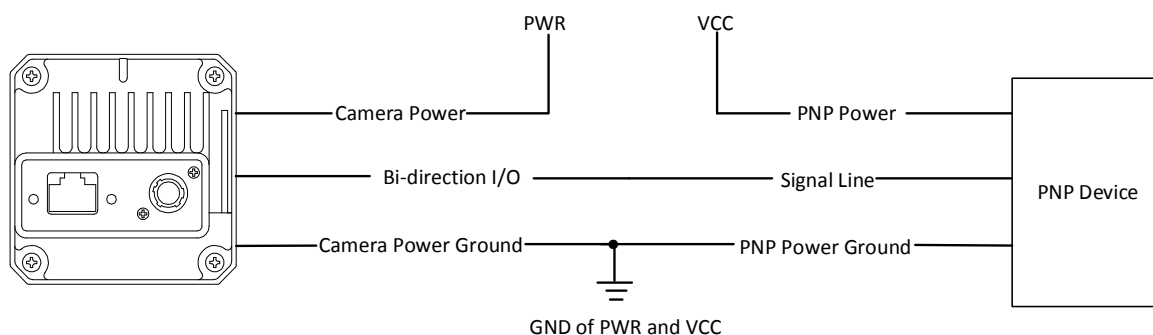 PWR
VCC
Camera Power
PNP Power
Bi-direction I/O
Signal Line
PNP Device
Camera Power Ground
PNP Power Ground
GND of PWR and VCC